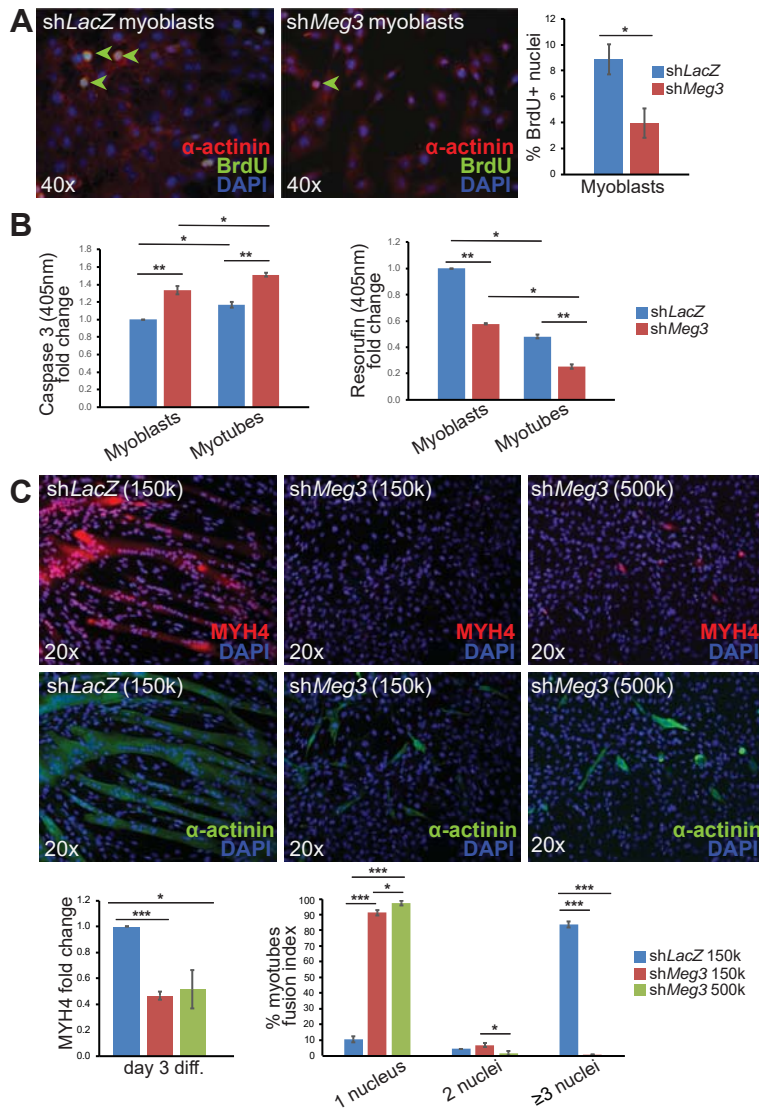 A
shLacZ myoblasts
α-actinin
BrdU
DAPI
40x
shMeg3 myoblasts
α-actinin
BrdU
DAPI
40x
% BrdU+ nuclei
14
12
10
8
6
4
2
0
*
shLacZ
shMeg3
Myoblasts
B
Caspase 3 (405nm)
fold change
1.8
1.6
1.4
1.2
1.0
0.8
0.6
0.4
0.2
0.0
*
*
**
**
Myoblasts
Myotubes
Resorufin (405nm)
fold change
1.2
1.0
0.8
0.6
0.4
0.2
0.0
*
**
*
**
Myoblasts
Myotubes
shLacZ
shMeg3
C
shLacZ (150k)
MYH4
DAPI
20x
shMeg3 (150k)
MYH4
DAPI
20x
shMeg3 (500k)
MYH4
DAPI
20x
shLacZ (150k)
α-actinin
DAPI
20x
shMeg3 (150k)
α-actinin
DAPI
20x
shMeg3 (500k)
α-actinin
DAPI
20x
MYH4 fold change
1.2
1.0
0.8
0.6
0.4
0.2
0.0
*
***
day 3 diff.
% myotubes
fusion index
100
90
80
70
60
50
40
30
20
10
0
***
***
*
*
***
***
1 nucleus
2 nuclei
≥3 nuclei
shLacZ 150k
shMeg3 150k
shMeg3 500k